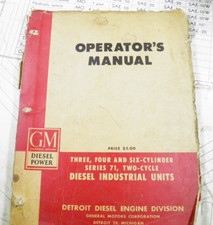 OPERATOR'S
MANUAL
PRICE $5.00
GM
DIESEL
POWER
THREE, FOUR AND SIX-CYLINDER
SERIES 71, TWO-CYCLE
DIESEL INDUSTRIAL UNITS
DETROIT DIESEL ENGINE DIVISION
GENERAL MOTORS CORPORATION
DETROIT 28, MICHIGAN